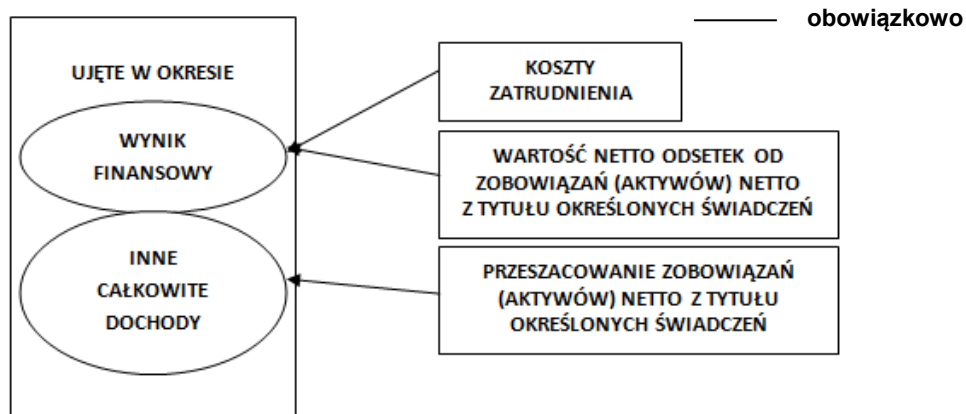 obowiązkowo
UJĘTE W OKRESIE
WYNIK
FINANSOWY
INNE
CAŁKOWITE
DOCHODY
KOSZTY
ZATRUDNIENIA
WARTOŚĆ NETTO ODSETEK OD
ZOBOWIĄZAŃ (AKTYWÓW) NETTO
Z TYTUŁU OKREŚLONYCH ŚWIADCZEŃ
PRZESZACOWANIE ZOBOWIĄZAŃ
(AKTYWÓW) NETTO Z TYTUŁU
OKREŚLONYCH ŚWIADCZEŃ